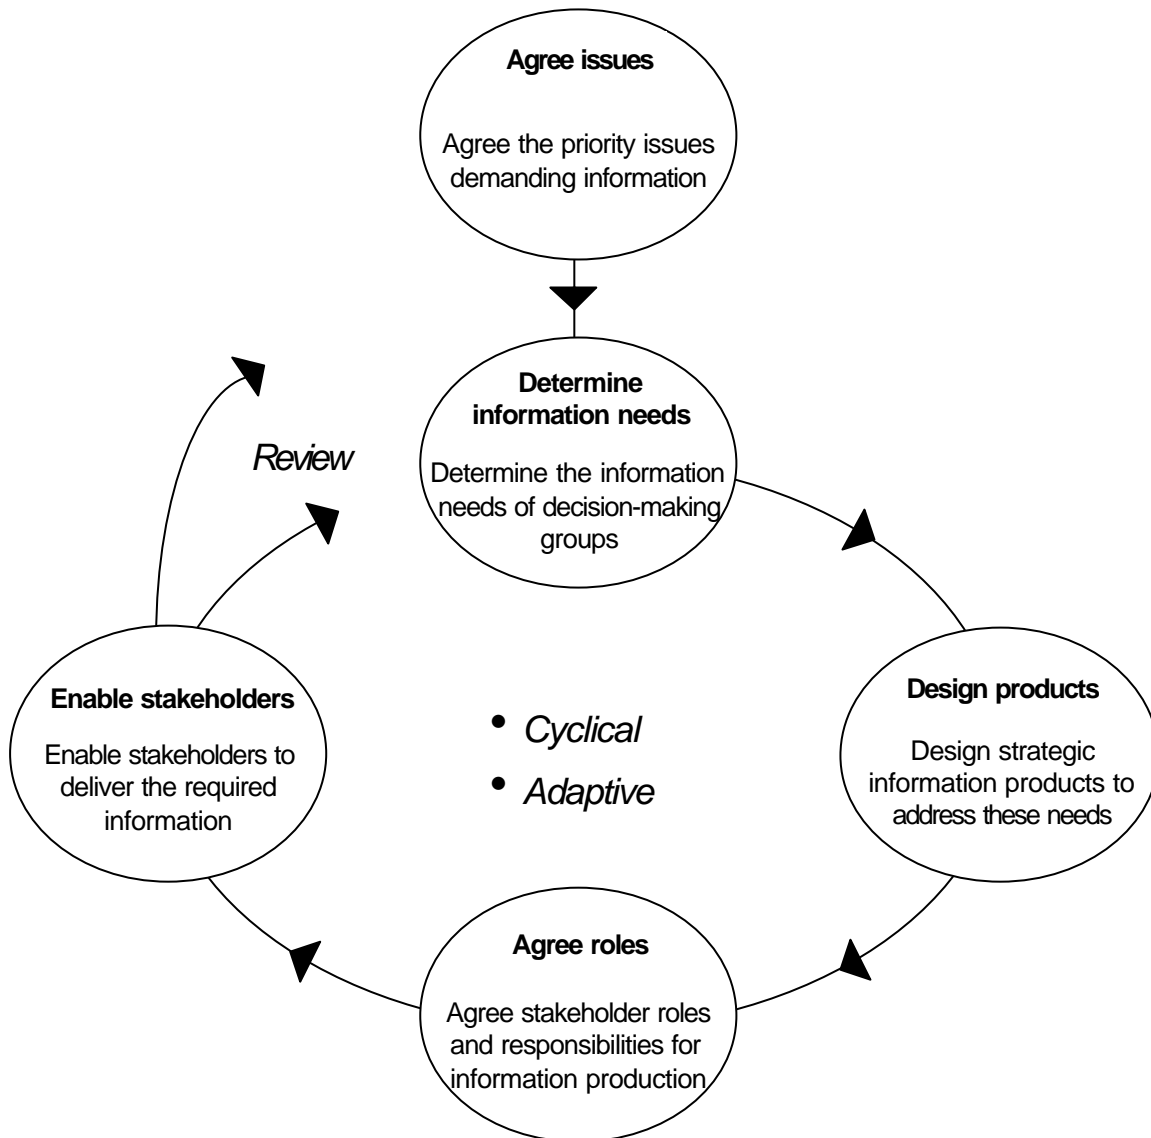 Agree issues
Agree the priority issues
demanding information
Determine
information needs
Determine the information
needs of decision-making
groups
Review
Design products
Design strategic
information products to
address these needs
Enable stakeholders
Enable stakeholders to
deliver the required
information
• Cyclical
• Adaptive
Agree roles
Agree stakeholder roles
and responsibilities for
information production